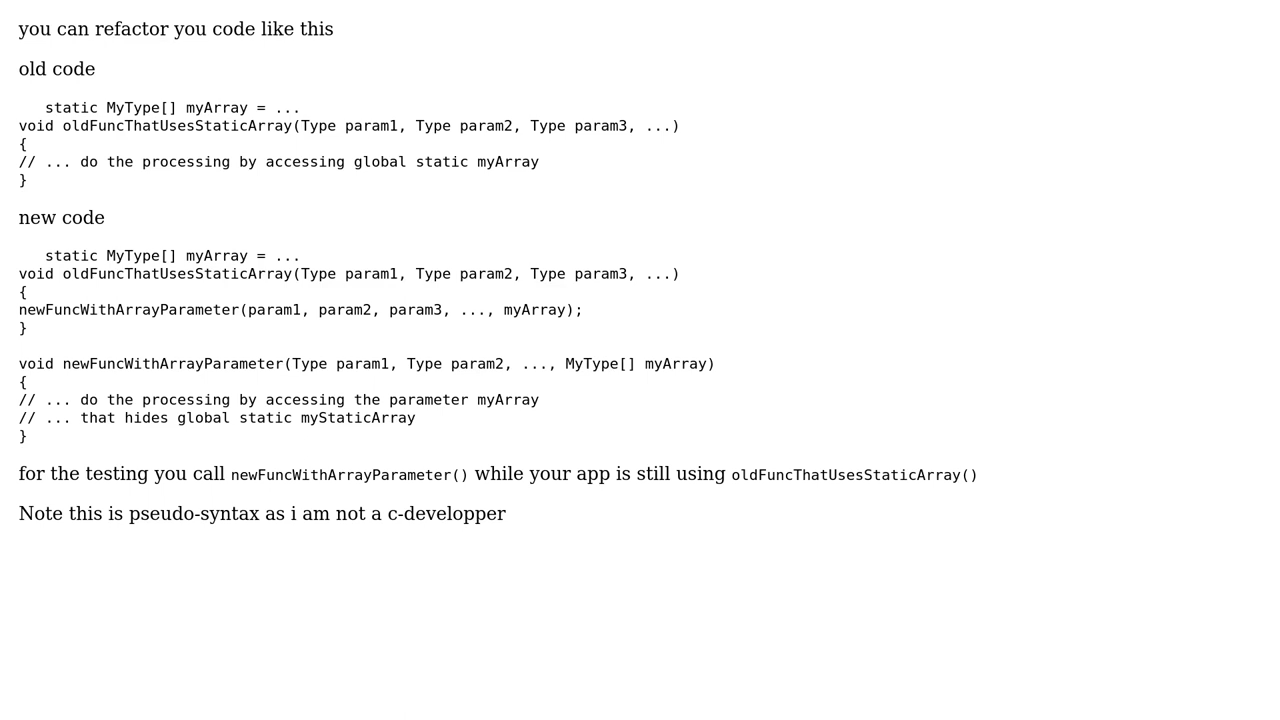 you can refactor you code like this
old code
   static MyType[] myArray = ...
void oldFuncThatUsesStaticArray(Type param1, Type param2, Type param3, ...)
{
// ... do the processing by accessing global static myArray
}
new code
   static MyType[] myArray = ...
void oldFuncThatUsesStaticArray(Type param1, Type param2, Type param3, ...)
{
newFuncWithArrayParameter(param1, param2, param3, ..., myArray);
}
void newFuncWithArrayParameter(Type param1, Type param2, ..., MyType[] myArray)
{
// ... do the processing by accessing the parameter myArray
// ... that hides global static myStaticArray
}
for the testing you call newFuncWithArrayParameter() while your app is still using oldFuncThatUsesStaticArray()
Note this is pseudo-syntax as i am not a c-developper